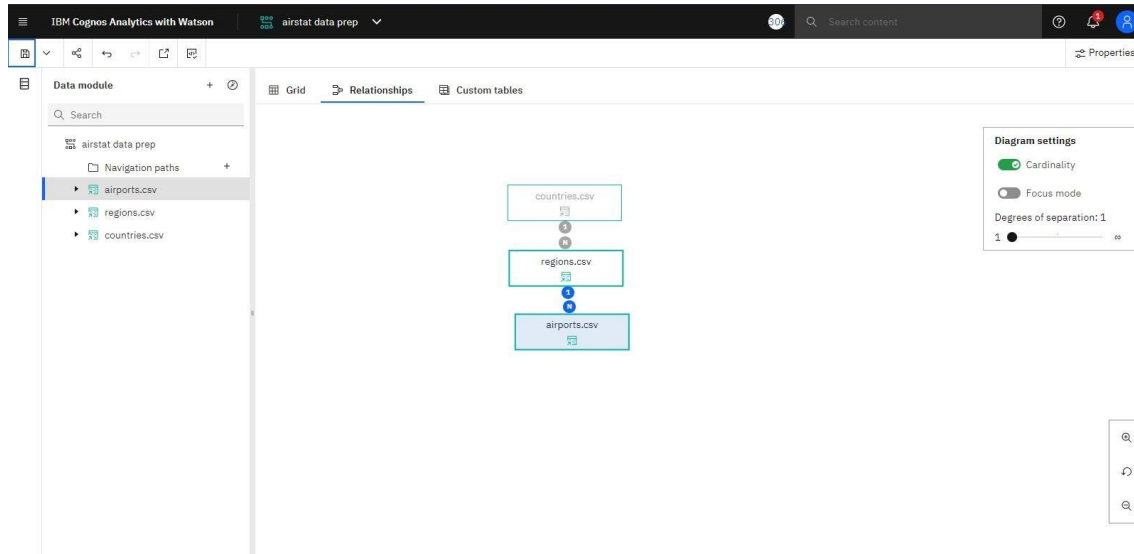 IBM Cognos Analytics with Watson
airstat data prep
Search content
1
Properties
Data module
Search
airstat data prep
Navigation paths
airports.csv
regions.csv
countries.csv
Grid
Relationships
Custom tables
countries.csv
1
N
regions.csv
1
N
airports.csv
Diagram settings
Cardinality
Focus mode
Degrees of separation: 1
1
∞